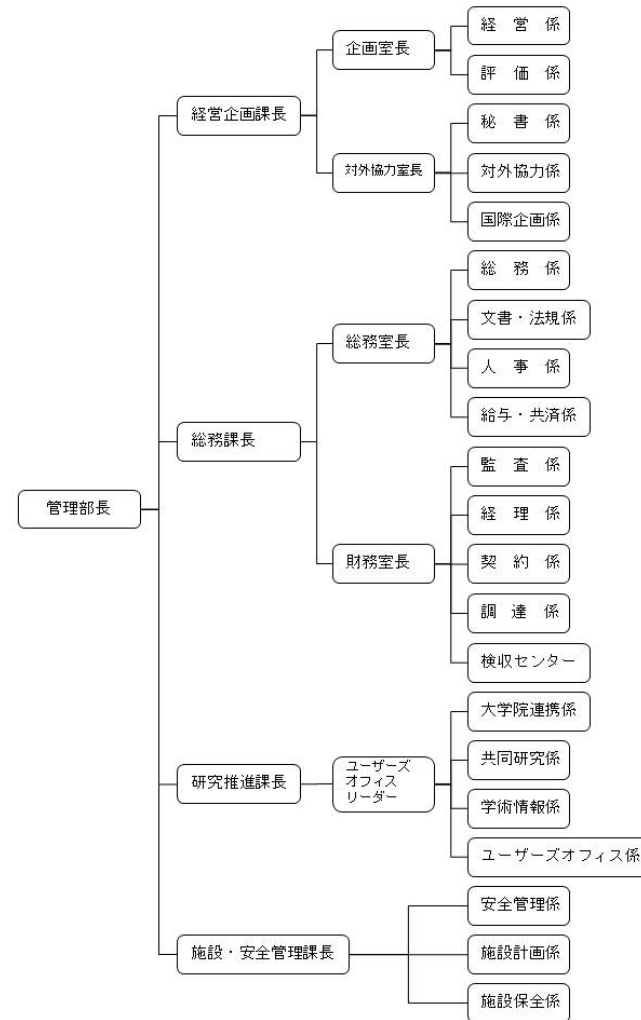 管理部長
経営企画課長
企画室長
経　営　係
評　価　係
対外協力室長
秘　書　係
対外協力係
国際企画係
総務課長
総務室長
総　務　係
文書・法規係
人　事　係
給与・共済係
財務室長
監　査　係
経　理　係
契　約　係
調　達　係
検収センター
研究推進課長
ユーザーズ
オフィス
リーダー
大学院連携係
共同研究係
学術情報係
ユーザーズオフィス係
施設・安全管理課長
安全管理係
施設計画係
施設保全係